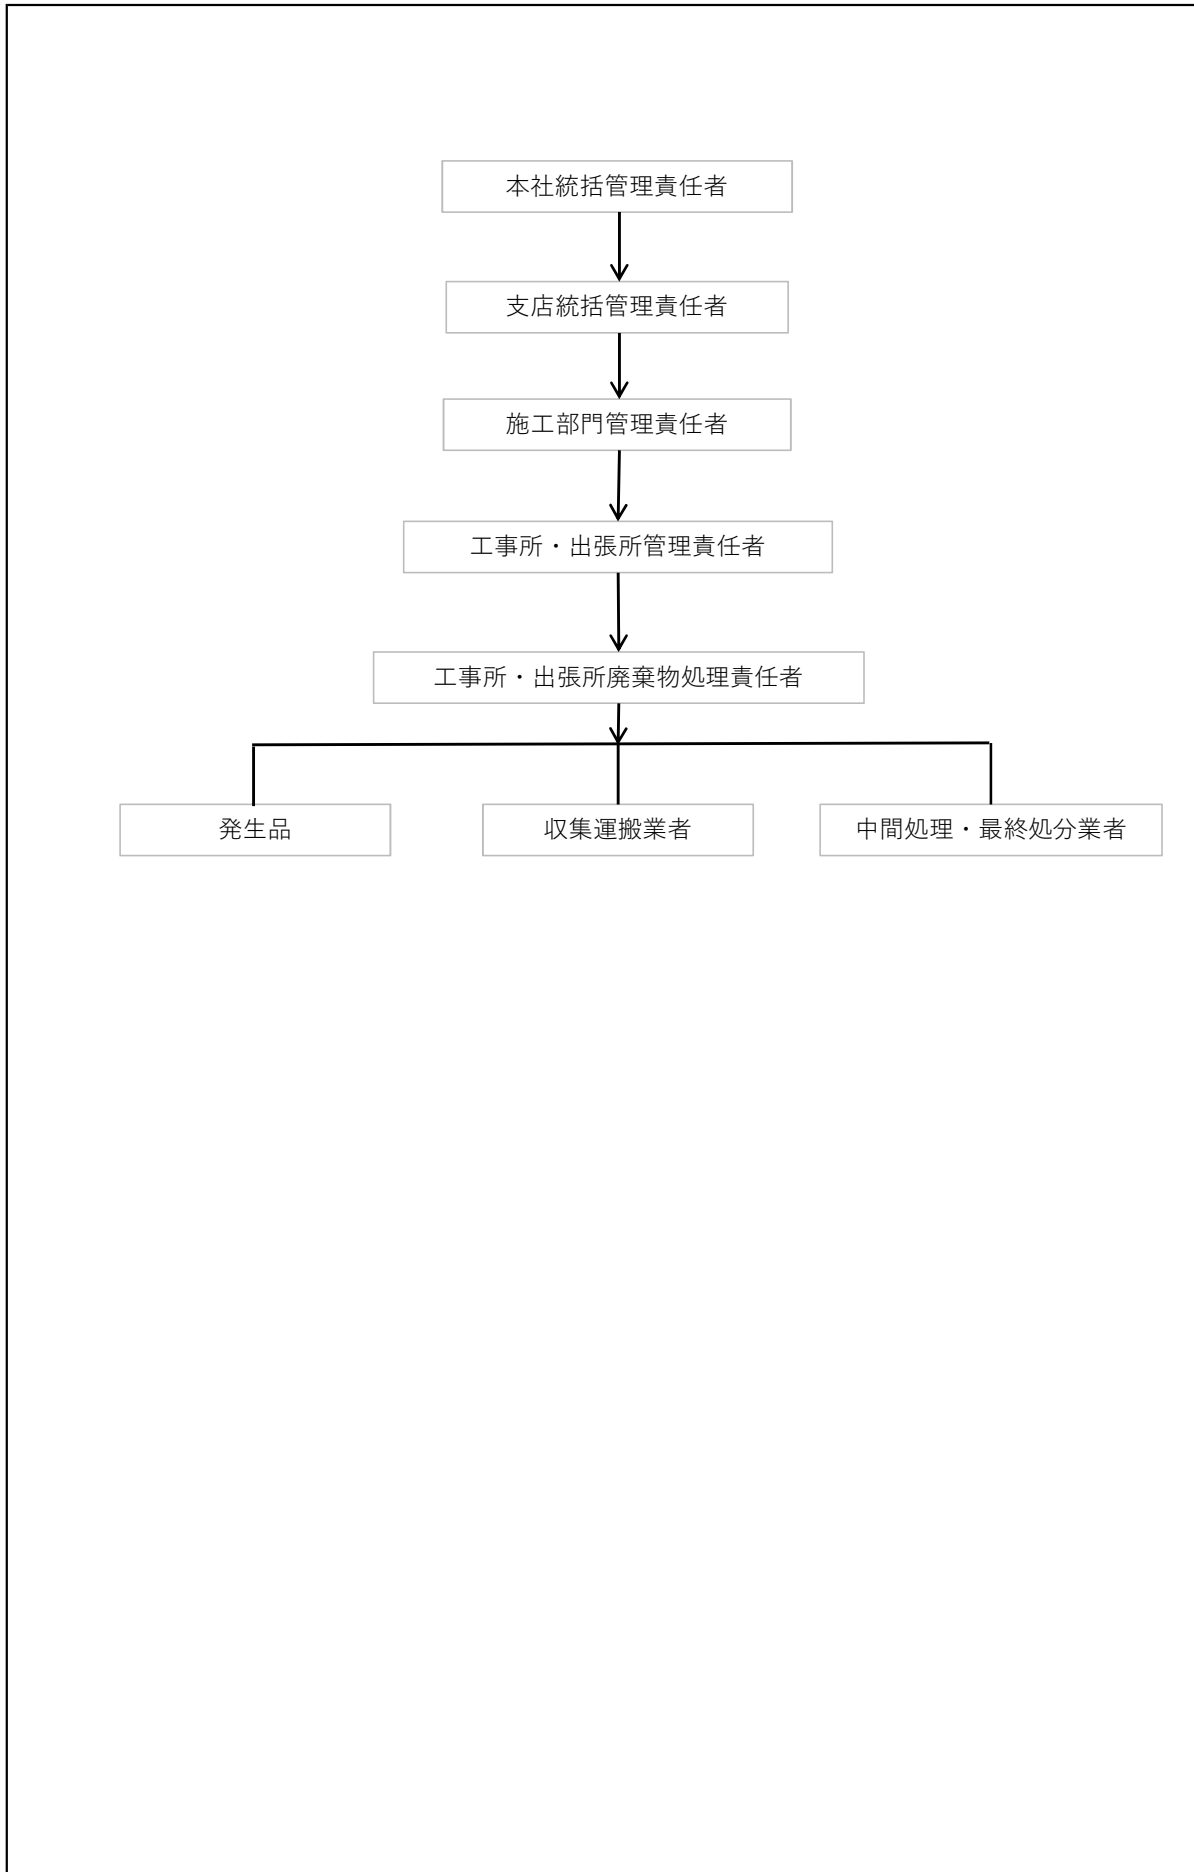 本社統括管理責任者
支店統括管理責任者
施工部門管理責任者
工事所・出張所管理責任者
工事所・出張所廃棄物処理責任者
発生品
収集運搬業者
中間処理・最終処分業者